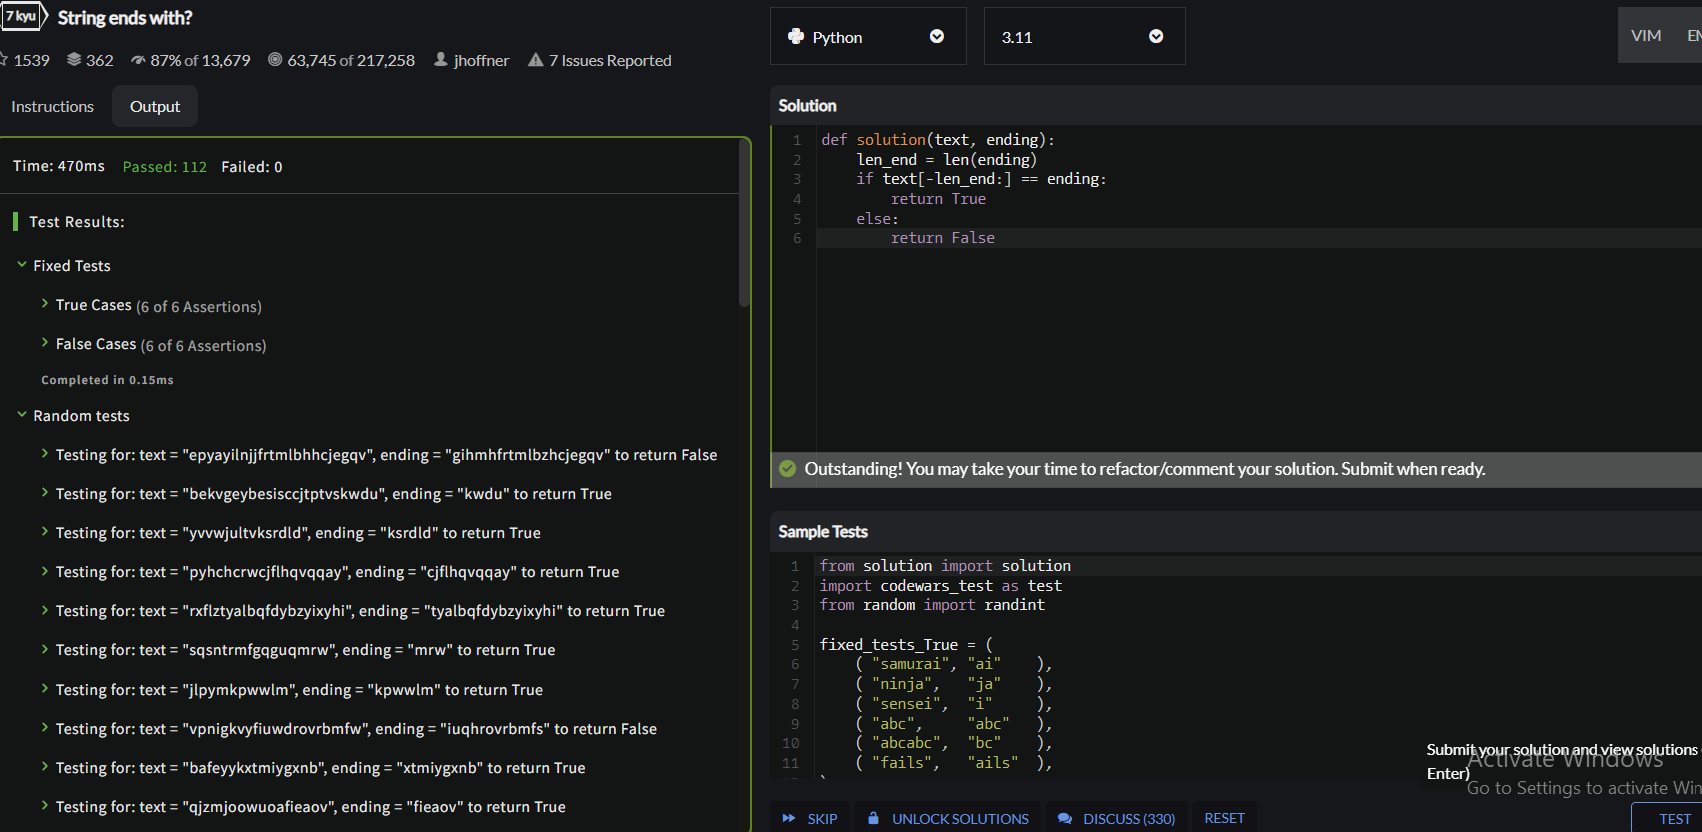 7 kyu
String ends with?
1539
362
87% of 13,679
63,745 of 217,258
jhoffner
7 Issues Reported
Instructions
Output
Time: 470ms
Passed: 112
Failed: 0
Test Results:
Fixed Tests
True Cases (6 of 6 Assertions)
False Cases (6 of 6 Assertions)
Completed in 0.15ms
Random tests
Testing for: text = "epyayilnjjfrtmlbhhcjegqv", ending = "gihmhfrtmlbzhcjegqv" to return False
Testing for: text = "bekvgeybesisccjtptvskwdu", ending = "kwdu" to return True
Testing for: text = "yvvwjultvksrdld", ending = "ksrdld" to return True
Testing for: text = "pyhchcrwcjflhqvqqay", ending = "cjflhqvqqay" to return True
Testing for: text = "rxflztyalbqfdybzyixyhi", ending = "tyalbqfdybzyixyhi" to return True
Testing for: text = "sqsntrmfgqguqmrw", ending = "mrw" to return True
Testing for: text = "jlpymkpwwlm", ending = "kpwwlm" to return True
Testing for: text = "vpnigkvyfiuwdrovrbmfw", ending = "iuqhrovrbmfs" to return False
Testing for: text = "bafeyykxtmiygxnb", ending = "xtmiygxnb" to return True
Testing for: text = "qjzmjoowuoafieaov", ending = "fieaov" to return True
Python
3.11
VIM
EM
Solution
1 def solution(text, ending):
2 len_end = len(ending)
3 if text[-len_end:] == ending:
4 return True
5 else:
6 return False
Outstanding! You may take your time to refactor/comment your solution. Submit when ready.
Sample Tests
1 from solution import solution
2 import codewars_test as test
3 from random import randint
4
5 fixed_tests_True = (
6 ( "samurai", "ai" ),
7 ( "ninja", "ja" ),
8 ( "sensei", "i" ),
9 ( "abc", "abc" ),
10 ( "abcabc", "bc" ),
11 ( "fails", "ails" ),
Submit your solution and view solutions
Enter)
Activate Windows
Go to Settings to activate Win
SKIP
UNLOCK SOLUTIONS
DISCUSS (330)
RESET
TEST